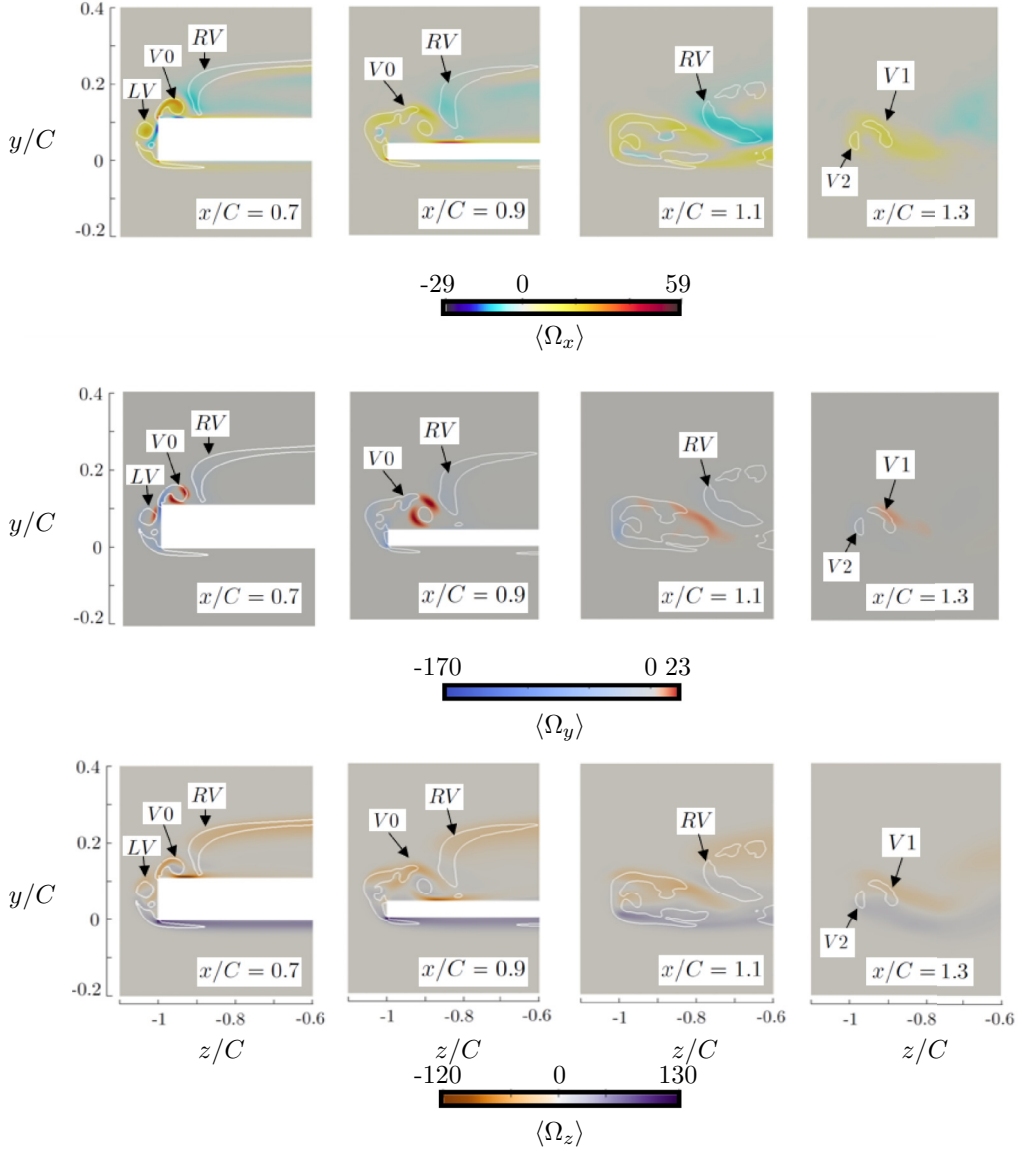 0.4
0.2
0
-0.2
y/C
LV
V0
RV
x/C = 0.7
V0
RV
x/C = 0.9
RV
x/C = 1.1
V1
V2
x/C = 1.3
-29 0 59
⟨Ωx⟩
0.4
0.2
0
-0.2
y/C
LV
V0
RV
x/C = 0.7
V0
RV
x/C = 0.9
RV
x/C = 1.1
V1
V2
x/C = 1.3
-170 0 23
⟨Ωy⟩
0.4
0.2
0
-0.2
y/C
LV
V0
RV
x/C = 0.7
V0
RV
x/C = 0.9
RV
x/C = 1.1
V1
V2
x/C = 1.3
-1 -0.8 -0.6
-1 -0.8 -0.6
-1 -0.8 -0.6
-1 -0.8 -0.6
z/C z/C z/C z/C
-120 0 130
⟨Ωz⟩